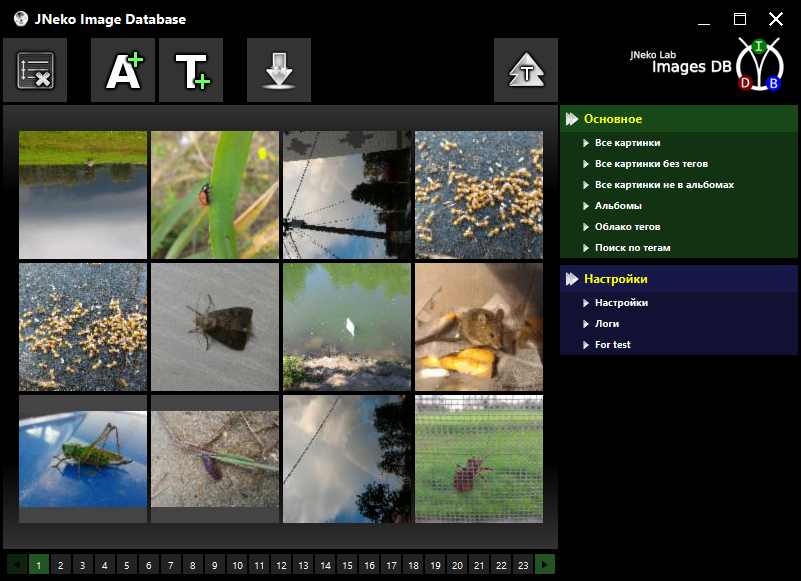 JNeko Image Database
A+
T+
T
JNeko Lab
Images DB
I
D
B
Основное
Все картинки
Все картинки без тегов
Все картинки не в альбомах
Альбомы
Облако тегов
Поиск по тегам
Настройки
Настройки
Логи
For test
1 2 3 4 5 6 7 8 9 10 11 12 13 14 15 16 17 18 19 20 21 22 23